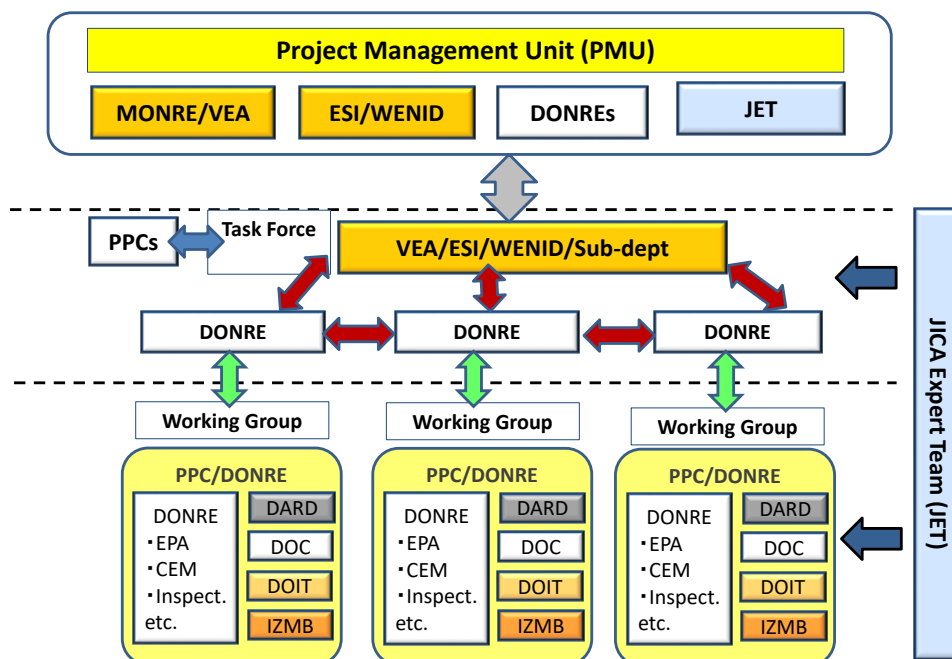 Project Management Unit (PMU)
MONRE/VEA
ESI/WENID
DONREs
JET
PPCs
Task Force
VEA/ESI/WENID/Sub-dept
DONRE
DONRE
DONRE
JICA Expert Team (JET)
Working Group
Working Group
Working Group
PPC/DONRE
DONRE
・EPA
・CEM
・Inspect.
etc.
DARD
DOC
DOIT
IZMB
PPC/DONRE
DONRE
・EPA
・CEM
・Inspect.
etc.
DARD
DOC
DOIT
IZMB
PPC/DONRE
DONRE
・EPA
・CEM
・Inspect.
etc.
DARD
DOC
DOIT
IZMB